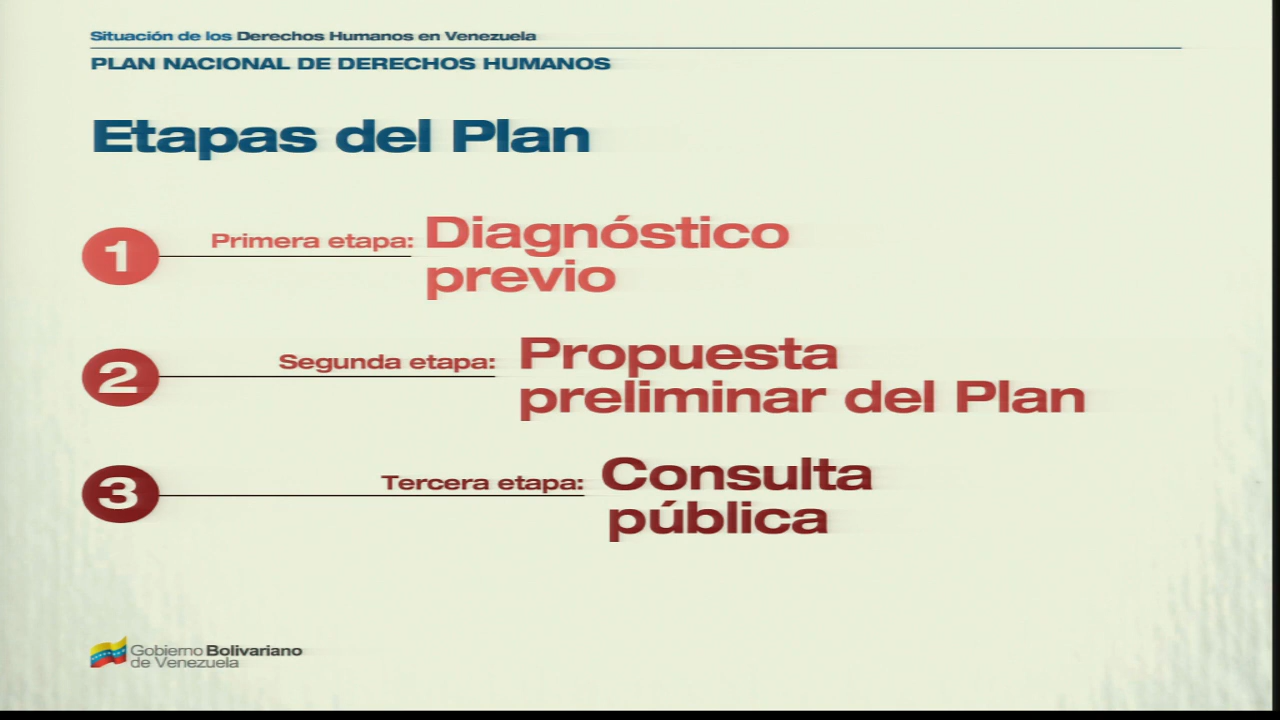 Situación de los Derechos Humanos en Venezuela
PLAN NACIONAL DE DERECHOS HUMANOS
Etapas del Plan
1
Primera etapa: Diagnóstico
previo
2
Segunda etapa: Propuesta
preliminar del Plan
3
Tercera etapa: Consulta
pública
Gobierno Bolivariano
de Venezuela